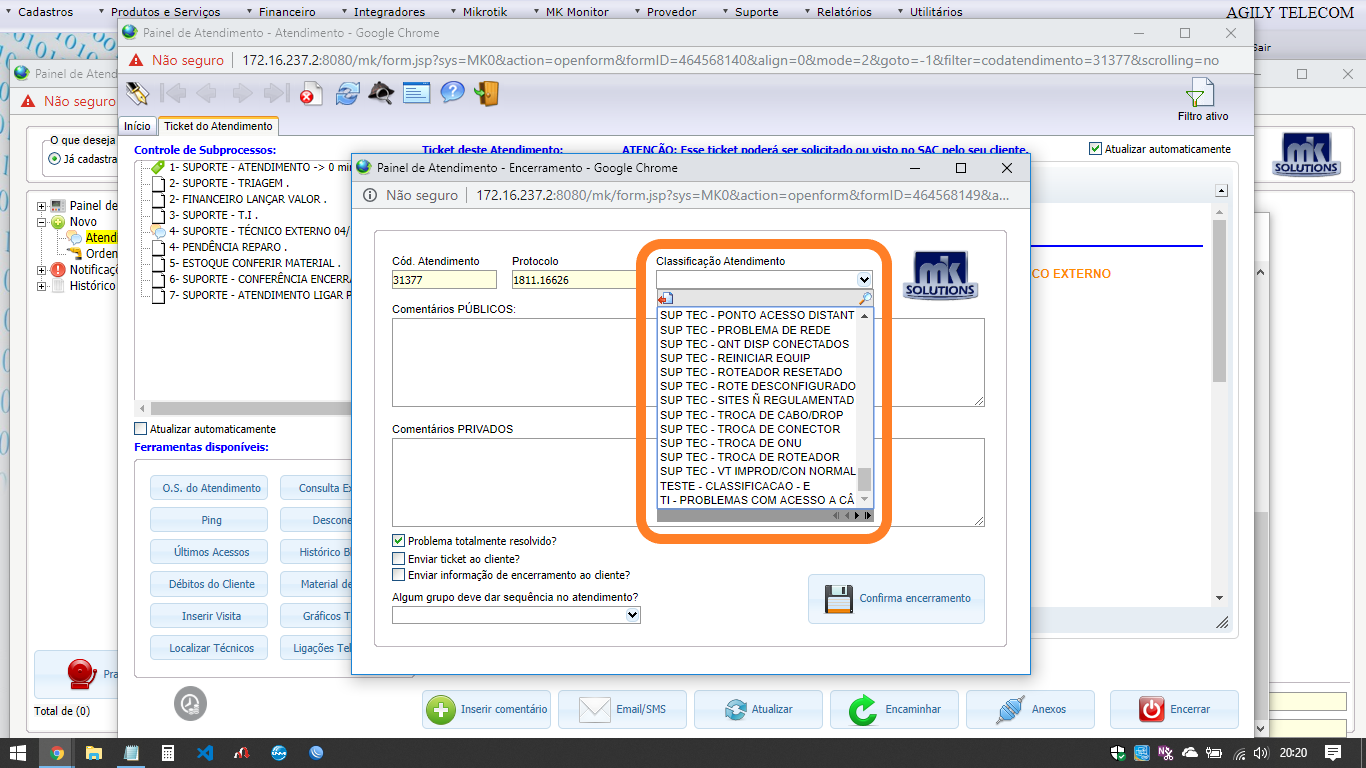 Cadastros Produtos e Serviços Financeiro Integradores Mikrotik MK Monitor Provedor Suporte Relatórios Utilitários AGILY TELECOM
Painel de Atendimento - Atendimento - Google Chrome
Sair
Não seguro 172.16.237.2:8080/mk/form.jsp?sys=MK0&action=openform&formID=464568140&align=0&mode=2&goto=-1&filter=codatendimento=31377&scrolling=no
Painel de Atend
Não seguro
Filtro ativo
Início Ticket do Atendimento
O que deseja
Já cadastra
Controle de Subprocessos: Ticket deste Atendimento: ATENÇÃO: Esse ticket poderá ser solicitado ou visto no SAC pelo seu cliente. Atualizar automaticamente
MK SOLUTIONS
1- SUPORTE - ATENDIMENTO -> 0 min
2- SUPORTE - TRIAGEM .
2- FINANCEIRO LANÇAR VALOR .
3- SUPORTE - T.I .
4- SUPORTE - TÉCNICO EXTERNO 04/
4- PENDÊNCIA REPARO .
5- ESTOQUE CONFERIR MATERIAL .
6- SUPORTE - CONFERÊNCIA ENCERRA
7- SUPORTE - ATENDIMENTO LIGAR P
Painel de
Novo
Atendi
Orden
Notificaçõ
Histórico
CO EXTERNO
Painel de Atendimento - Encerramento - Google Chrome
Não seguro 172.16.237.2:8080/mk/form.jsp?sys=MK0&action=openform&formID=464568149&a...
Cód. Atendimento Protocolo Classificação Atendimento
31377 1811.16626
MK SOLUTIONS
Comentários PÚBLICOS:
SUP TEC - PONTO ACESSO DISTANT
SUP TEC - PROBLEMA DE REDE
SUP TEC - QNT DISP CONECTADOS
SUP TEC - REINICIAR EQUIP
SUP TEC - ROTEADOR RESETADO
SUP TEC - ROTE DESCONFIGURADO
SUP TEC - SITES Ñ REGULAMENTAD
SUP TEC - TROCA DE CABO/DROP
SUP TEC - TROCA DE CONECTOR
SUP TEC - TROCA DE ONU
SUP TEC - TROCA DE ROTEADOR
SUP TEC - VT IMPROD/CON NORMAL
TESTE - CLASSIFICACAO - E
TI - PROBLEMAS COM ACESSO A CÂ
Comentários PRIVADOS
Problema totalmente resolvido?
Enviar ticket ao cliente?
Enviar informação de encerramento ao cliente?
Algum grupo deve dar sequência no atendimento?
Confirma encerramento
Atualizar automaticamente
Ferramentas disponíveis:
O.S. do Atendimento Consulta Ex
Ping Descone
Últimos Acessos Histórico Bl
Débitos do Cliente Material de
Inserir Visita Gráficos T
Localizar Técnicos Ligações Tel
Pra
Total de (0)
Inserir comentário Email/SMS Atualizar Encaminhar Anexos Encerrar
20:20